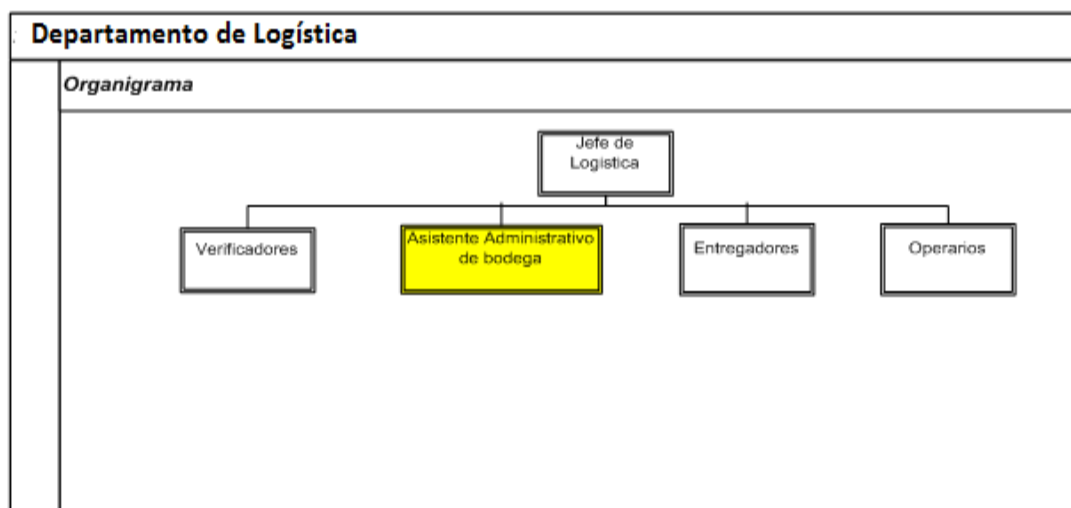 Departamento de Logística
Organigrama
Jefe de
Logistica
Verificadores
Asistente Administrativo
de bodega
Entregadores
Operarios